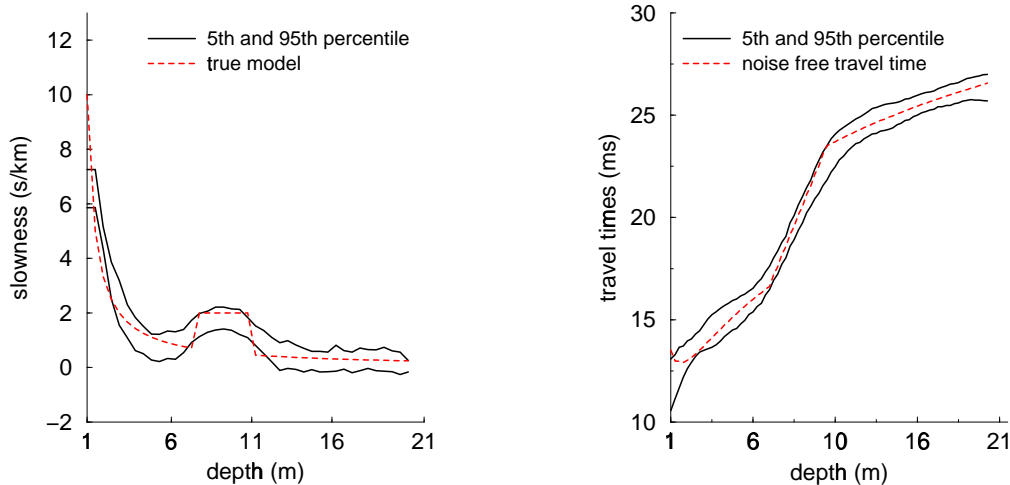 12
10
8
6
4
2
0
–2
slowness (s/km)
5th and 95th percentile
true model
1 6 11 16 21
depth (m)
30
25
20
15
10
travel times (ms)
5th and 95th percentile
noise free travel time
1 6 10 16 21
depth (m)